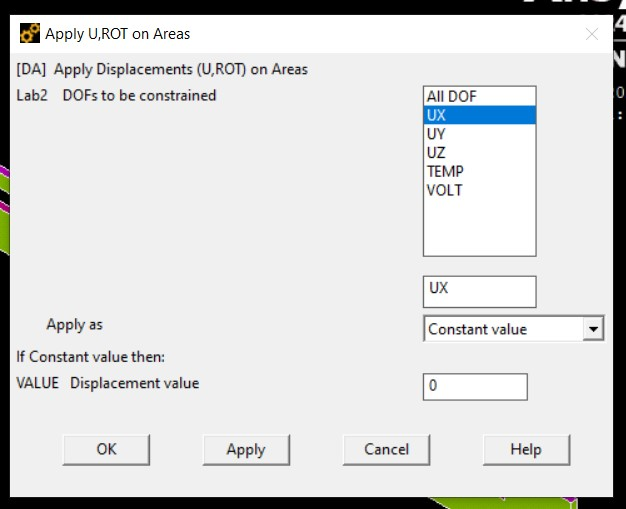 Apply U,ROT on Areas
[DA] Apply Displacements (U,ROT) on Areas
Lab2 DOFs to be constrained
All DOF
UX
UY
UZ
TEMP
VOLT
UX
Apply as
Constant value
If Constant value then:
VALUE Displacement value
0
OK
Apply
Cancel
Help